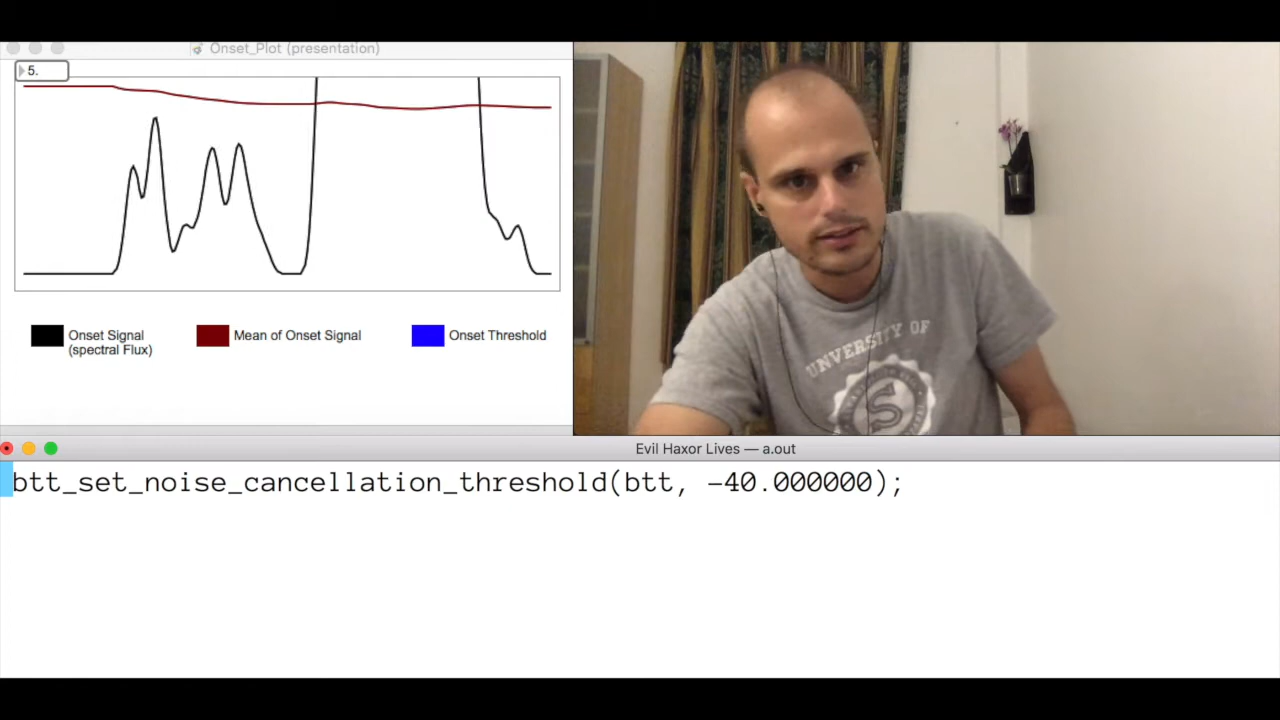 Onset_Plot (presentation)
5.
Onset Signal
(spectral Flux)
Mean of Onset Signal
Onset Threshold
UNVERSITY OF
S
Evil Haxor Lives — a.out
btt_set_noise_cancellation_threshold(btt, -40.000000);